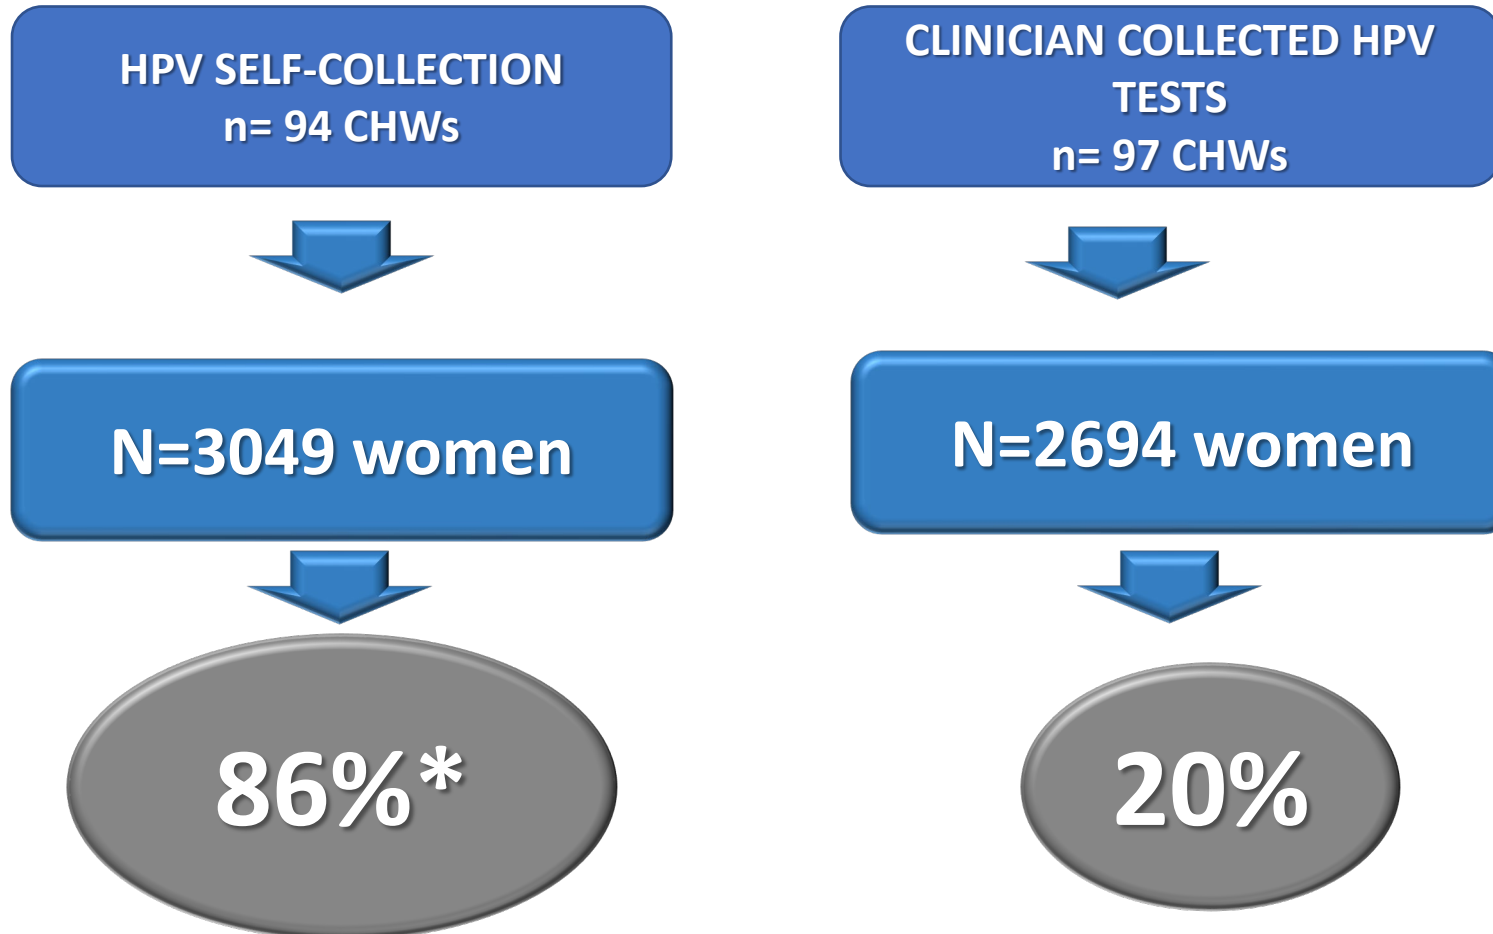 HPV SELF-COLLECTION
n= 94 CHWs
CLINICIAN COLLECTED HPV
TESTS
n= 97 CHWs
N=3049 women
N=2694 women
86%*
20%